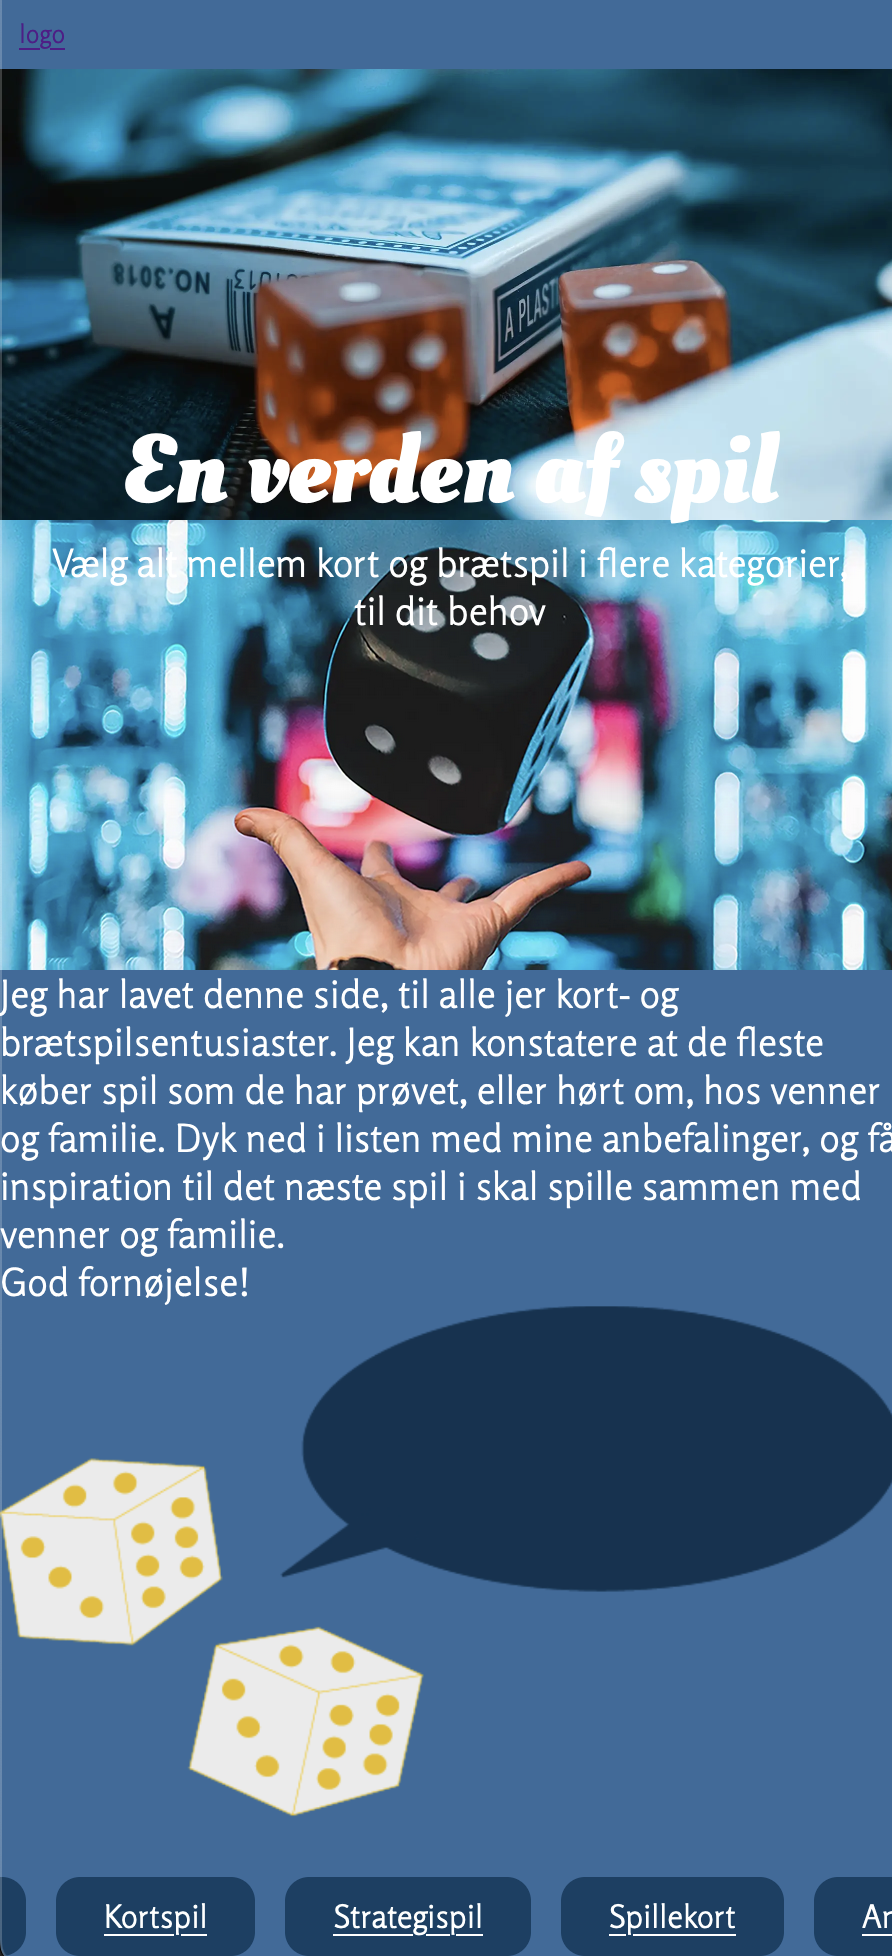 logo
NO.3018
A
A PLASTI
En verden af spil
Vælg alt mellem kort og brætspil i flere kategorier,
til dit behov
Jeg har lavet denne side, til alle jer kort- og
brætspilsentusiaster. Jeg kan konstatere at de fleste
køber spil som de har prøvet, eller hørt om, hos venner
og familie. Dyk ned i listen med mine anbefalinger, og få
inspiration til det næste spil i skal spille sammen med
venner og familie.
God fornøjelse!
Kortspil Strategispil Spillekort